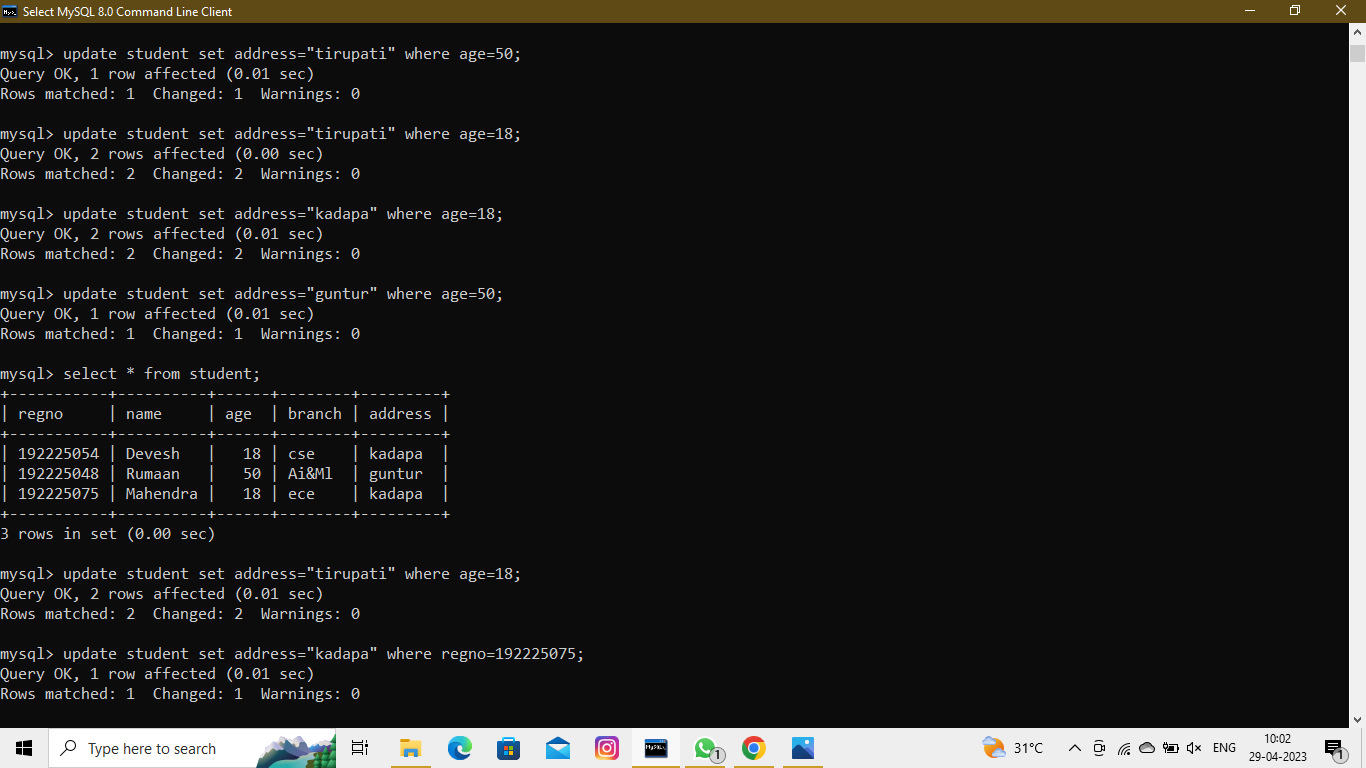 Select MySQL 8.0 Command Line Client
mysql> update student set address="tirupati" where age=50;
Query OK, 1 row affected (0.01 sec)
Rows matched: 1  Changed: 1  Warnings: 0
mysql> update student set address="tirupati" where age=18;
Query OK, 2 rows affected (0.00 sec)
Rows matched: 2  Changed: 2  Warnings: 0
mysql> update student set address="kadapa" where age=18;
Query OK, 2 rows affected (0.01 sec)
Rows matched: 2  Changed: 2  Warnings: 0
mysql> update student set address="guntur" where age=50;
Query OK, 1 row affected (0.01 sec)
Rows matched: 1  Changed: 1  Warnings: 0
mysql> select * from student;
+-----------+----------+------+--------+---------+
| regno     | name     | age  | branch | address |
+-----------+----------+------+--------+---------+
| 192225054 | Devesh   |   18 | cse    | kadapa  |
| 192225048 | Rumaan   |   50 | Ai&Ml  | guntur  |
| 192225075 | Mahendra |   18 | ece    | kadapa  |
+-----------+----------+------+--------+---------+
3 rows in set (0.00 sec)
mysql> update student set address="tirupati" where age=18;
Query OK, 2 rows affected (0.01 sec)
Rows matched: 2  Changed: 2  Warnings: 0
mysql> update student set address="kadapa" where regno=192225075;
Query OK, 1 row affected (0.01 sec)
Rows matched: 1  Changed: 1  Warnings: 0
Type here to search
MySQL
1
31°C
ENG
10:02
29-04-2023
1